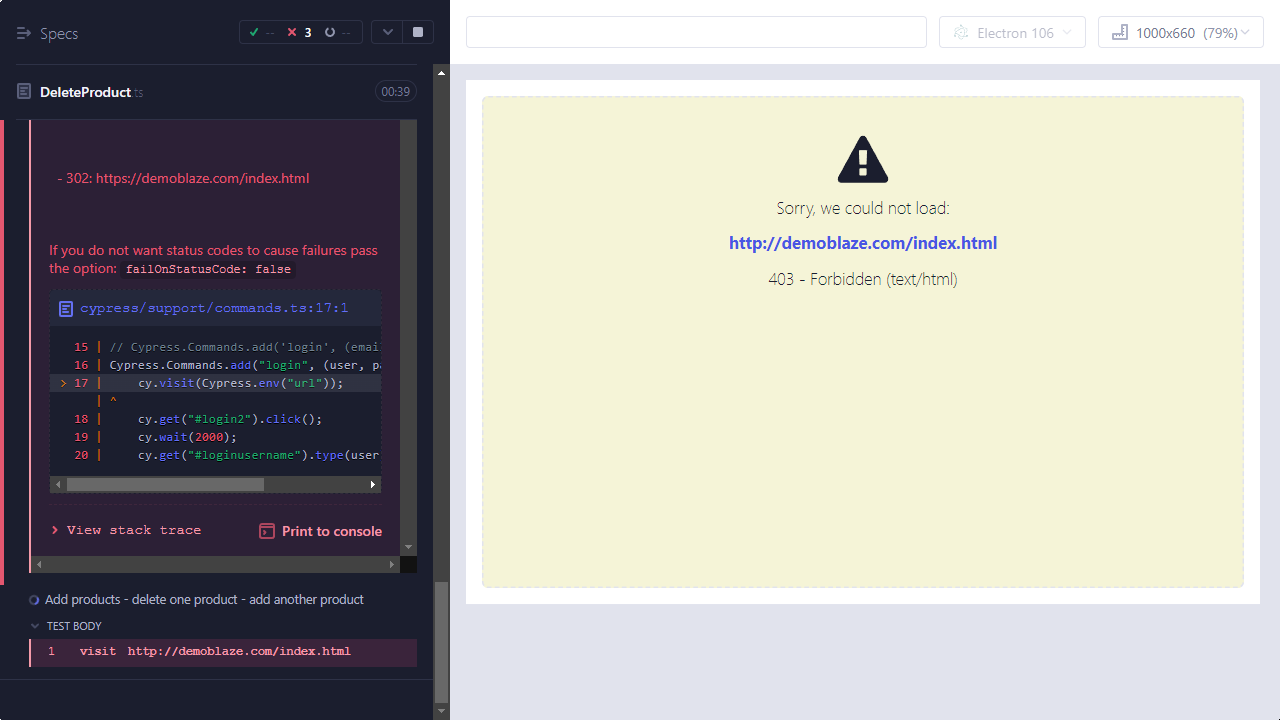 Specs
-- 3 --
DeleteProduct.ts
00:39
- 302: https://demoblaze.com/index.html
If you do not want status codes to cause failures pass
the option: failOnStatusCode: false
cypress/support/commands.ts:17:1
15 | // Cypress.Commands.add('login', (emai
16 | Cypress.Commands.add("login", (user, pa
> 17 | cy.visit(Cypress.env("url"));
| ^
18 | cy.get("#login2").click();
19 | cy.wait(2000);
20 | cy.get("#loginusername").type(user
> View stack trace
Print to console
Add products - delete one product - add another product
TEST BODY
1 visit http://demoblaze.com/index.html
Electron 106
1000x660 (79%)
Sorry, we could not load:
http://demoblaze.com/index.html
403 - Forbidden (text/html)